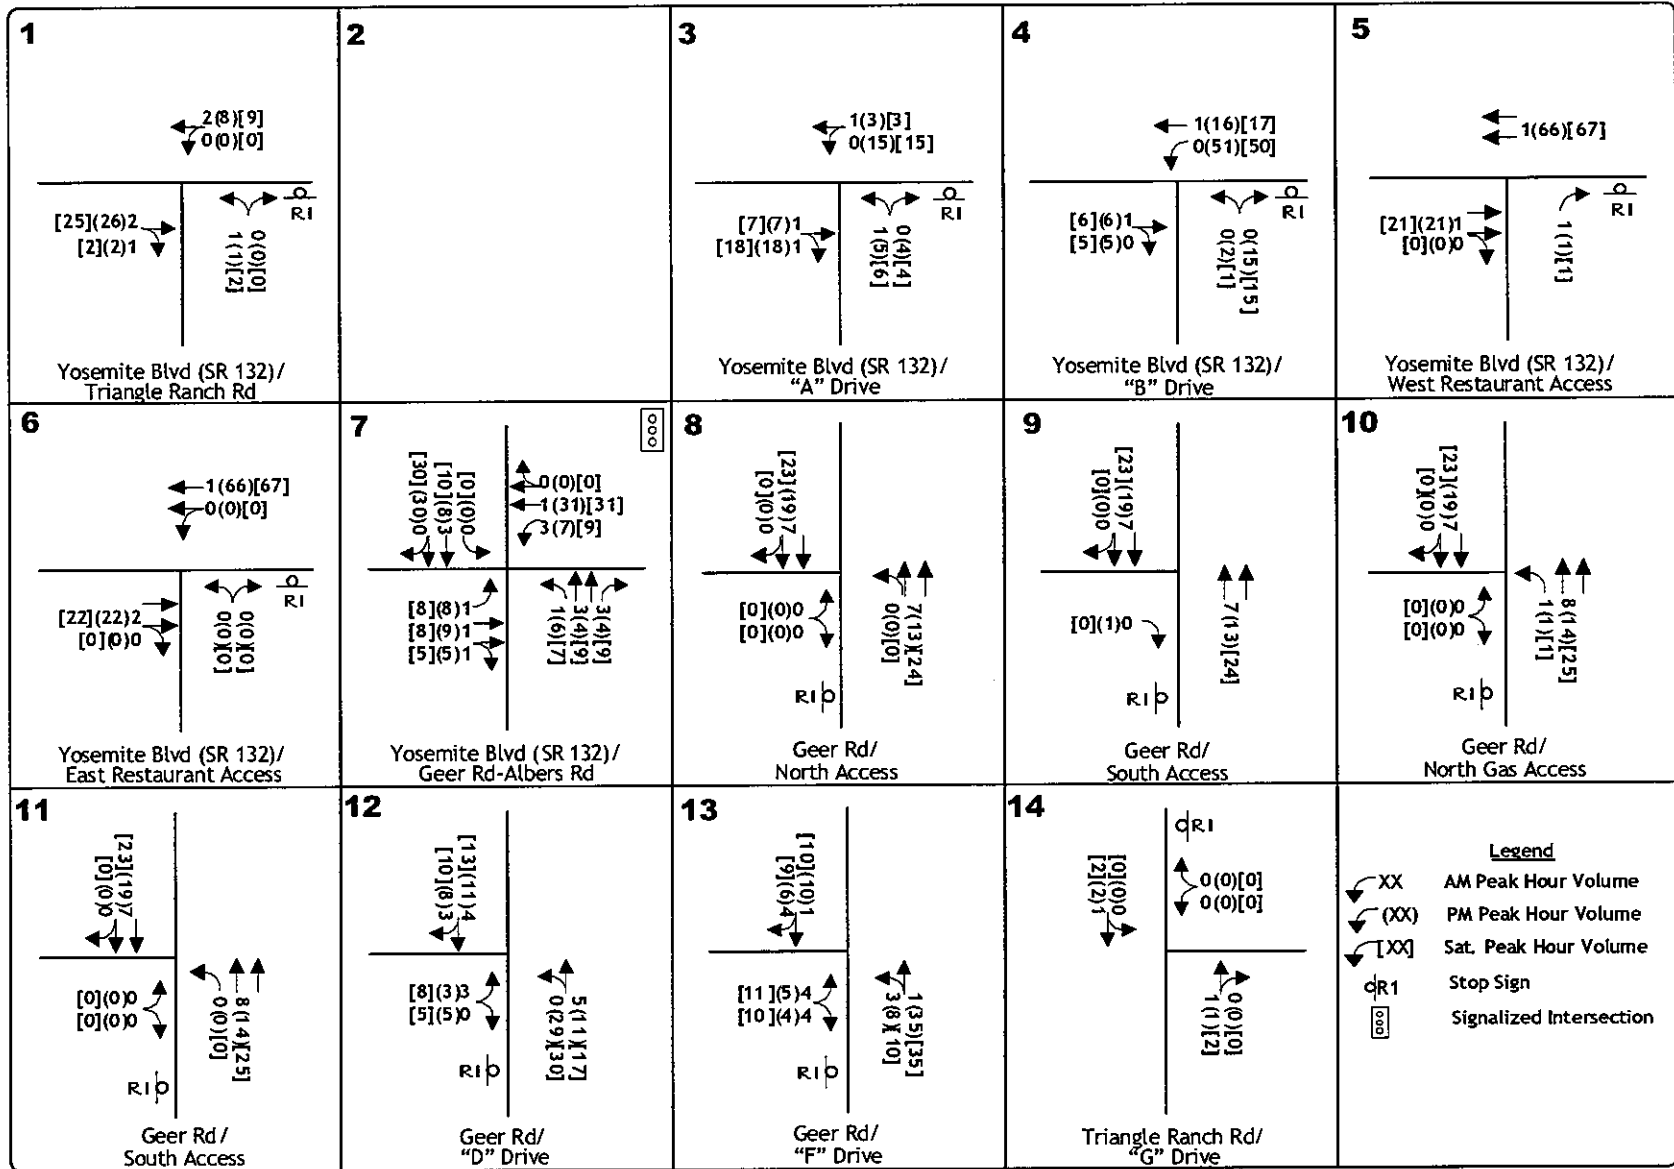 1
2(8)[9]
0(0)[0]
R1
[25](26)2
[2](2)1
0(0)[0]
1(1)[2]
Yosemite Blvd (SR 132)/
Triangle Ranch Rd
2
3
1(3)[3]
0(15)[15]
R1
[7](7)1
[18](18)1
0(4)[4]
1(5)[6]
Yosemite Blvd (SR 132)/
"A" Drive
4
1(16)[17]
0(51)[50]
R1
[6](6)1
[5](5)0
0(15)[15]
0(2)[1]
Yosemite Blvd (SR 132)/
"B" Drive
5
1(66)[67]
R1
[21](21)1
[0](0)0
1(1)[1]
Yosemite Blvd (SR 132)/
West Restaurant Access
6
1(66)[67]
0(0)[0]
R1
[22](22)2
[0](0)0
0(0)[0]
0(0)[0]
Yosemite Blvd (SR 132)/
East Restaurant Access
7
[0](0)0
[10](8)3
[30](30)0
0(0)[0]
1(31)[31]
3(7)[9]
[8](8)1
[8](9)1
[5](5)1
3(4)[9]
3(4)[9]
1(6)[7]
Yosemite Blvd (SR 132)/
Geer Rd-Albers Rd
8
[23](19)7
[0](0)0
[0](0)0
[0](0)0
7(13)[24]
0(0)[0]
R1
Geer Rd/
North Access
9
[23](19)7
[0](0)0
[0](1)0
7(13)[24]
R1
Geer Rd/
South Access
10
[23](19)7
[0](0)0
[0](0)0
[0](0)0
8(14)[25]
1(1)[1]
R1
Geer Rd/
North Gas Access
11
[23](19)7
[0](0)0
[0](0)0
[0](0)0
8(14)[25]
0(0)[0]
R1
Geer Rd/
South Access
12
[13](11)4
[10](8)3
[8](3)3
[5](5)0
5(11)[17]
0(29)[30]
R1
Geer Rd/
"D" Drive
13
[10](10)1
[9](6)4
[11](5)4
[10](4)4
1(35)[35]
3(8)[10]
R1
Geer Rd/
"F" Drive
14
R1
[0](0)0
[2](2)1
0(0)[0]
0(0)[0]
0(0)[0]
1(1)[2]
Triangle Ranch Rd/
"G" Drive
Legend
XX AM Peak Hour Volume
(XX) PM Peak Hour Volume
[XX] Sat. Peak Hour Volume
R1 Stop Sign
Signalized Intersection